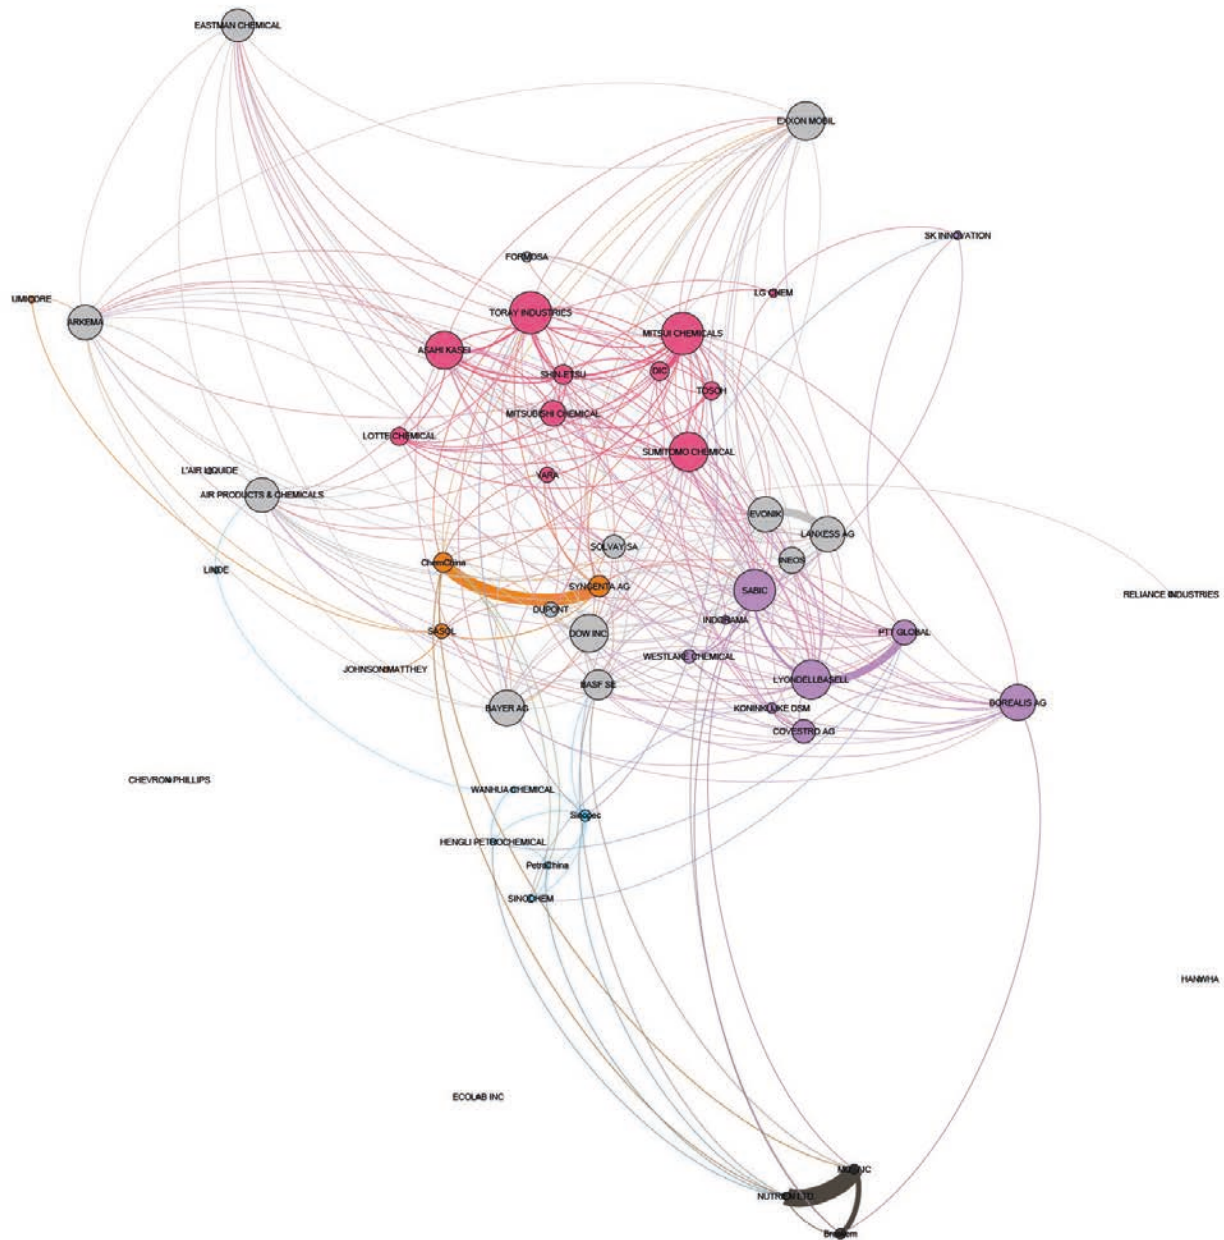 EASTMAN CHEMICAL
EXXON MOBIL
SK INNOVATION
FORMOSA
LG CHEM
UMICORE
ARKEMA
TORAY INDUSTRIES
MITSUI CHEMICALS
ASAHI KASEI
SHIN-ETSU
DIC
TOSOH
MITSUBISHI CHEMICAL
LOTTE CHEMICAL
SUMITOMO CHEMICAL
L'AIR LIQUIDE
YARA
AIR PRODUCTS & CHEMICALS
EVONIK
LANXESS AG
SOLVAY SA
INEOS
ChemChina
LINDE
SYNGENTA AG
SABIC
RELIANCE INDUSTRIES
DUPONT
INDORAMA
SASOL
DOW INC
PTT GLOBAL
WESTLAKE CHEMICAL
JOHNSON MATTHEY
LYONDELLBASELL
BASF SE
BOREALIS AG
BAYER AG
KONINKLIJKE DSM
COVESTRO AG
CHEVRON PHILLIPS
WANHUA CHEMICAL
Sinopec
HENGLI PETROCHEMICAL
PetroChina
SINOCHEM
HANWHA
ECOLAB INC
MOSAIC
NUTRIEN LTD
Braskem